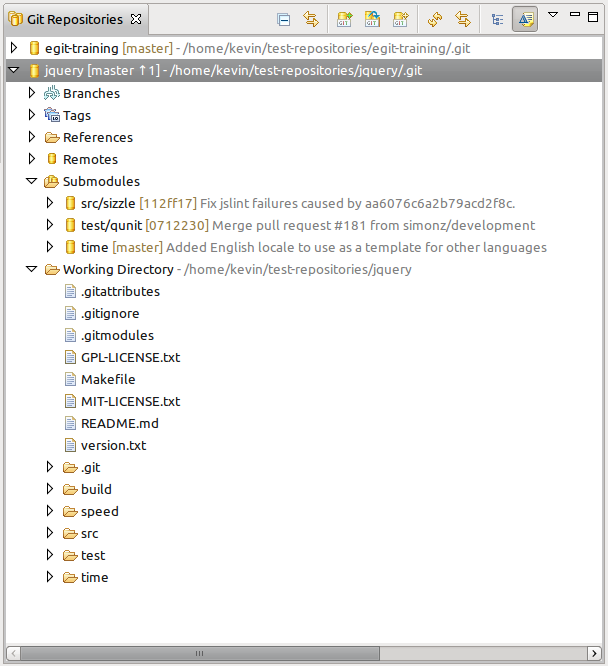 Git Repositories
egit-training [master] - /home/kevin/test-repositories/egit-training/.git
jquery [master ↑1] - /home/kevin/test-repositories/jquery/.git
Branches
Tags
References
Remotes
Submodules
src/sizzle [112ff17] Fix jslint failures caused by aa6076c6a2b79acd2f8c.
test/qunit [0712230] Merge pull request #181 from simonz/development
time [master] Added English locale to use as a template for other languages
Working Directory - /home/kevin/test-repositories/jquery
.gitattributes
.gitignore
.gitmodules
GPL-LICENSE.txt
Makefile
MIT-LICENSE.txt
README.md
version.txt
.git
build
speed
src
test
time